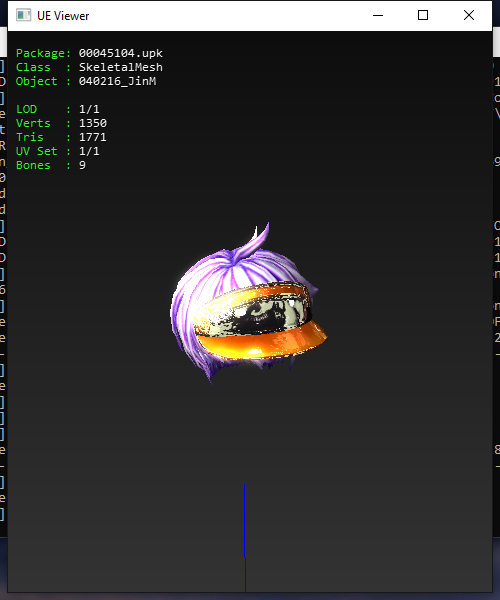 UE Viewer
Package: 00045104.upk
Class  : SkeletalMesh
Object : 040216_JinM
LOD    : 1/1
Verts  : 1350
Tris   : 1771
UV Set : 1/1
Bones  : 9